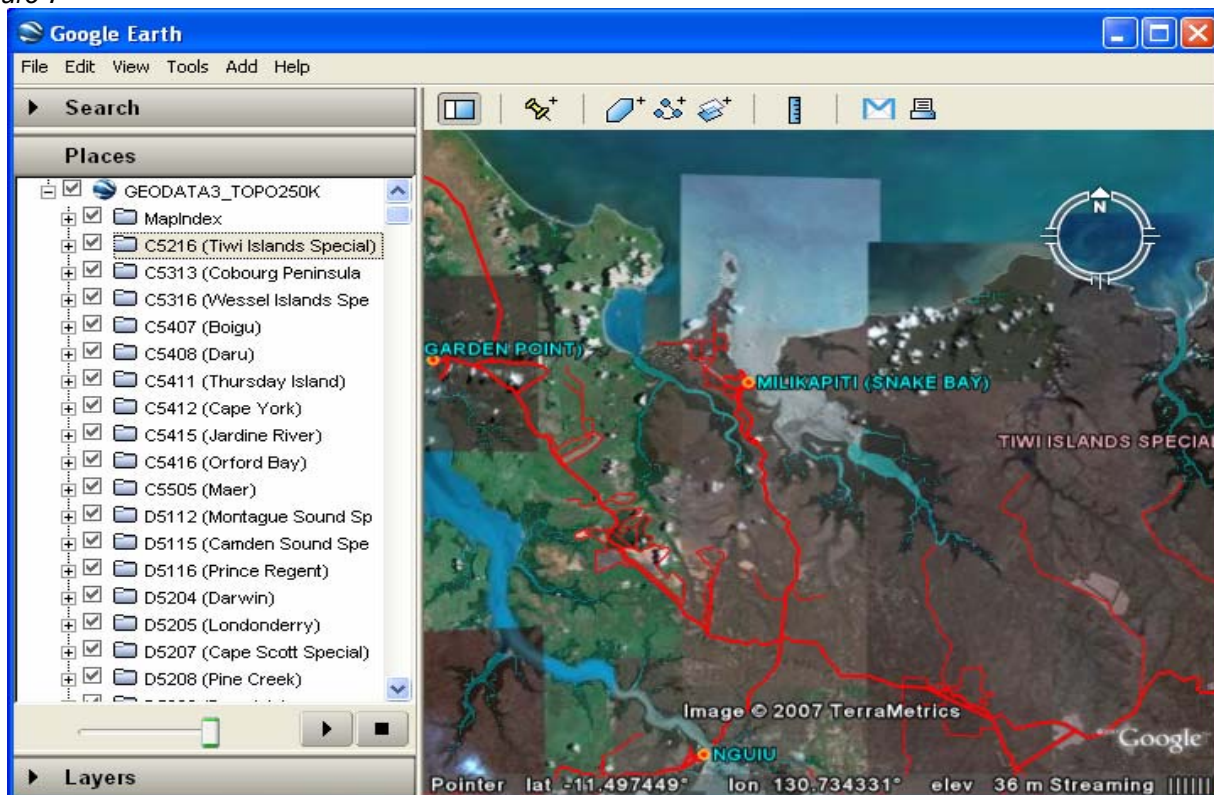 Google Earth
File Edit View Tools Add Help
Search
Places
GEODATA3_TOPO250K
MapIndex
C5216 (Tiwi Islands Special)
C5313 (Cobourg Peninsula
C5316 (Wessel Islands Spe
C5407 (Boigu)
C5408 (Daru)
C5411 (Thursday Island)
C5412 (Cape York)
C5415 (Jardine River)
C5416 (Orford Bay)
C5505 (Maer)
D5112 (Montague Sound Sp
D5115 (Camden Sound Spe
D5116 (Prince Regent)
D5204 (Darwin)
D5205 (Londonderry)
D5207 (Cape Scott Special)
D5208 (Pine Creek)
Layers
N
GARDEN POINT)
MILIKAPITI (SNAKE BAY)
TIWI ISLANDS SPECIAL
Image © 2007 TerraMetrics
Google
NGUIU
Pointer lat -11.497449° lon 130.734331° elev 36 m Streaming